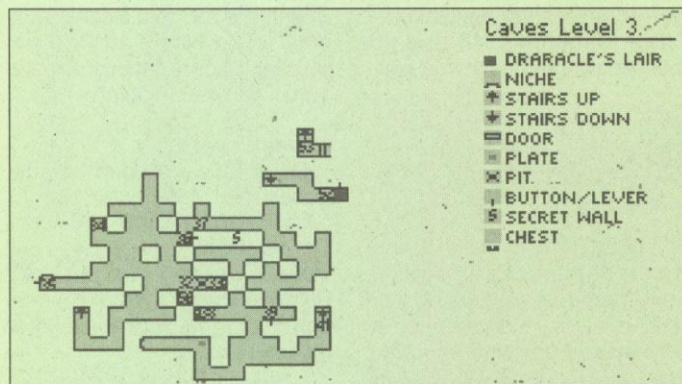 Caves Level 3.
DRARACLE'S LAIR
NICHE
STAIRS UP
STAIRS DOWN
DOOR
PLATE
PIT
BUTTON/LEVER
S SECRET WALL
CHEST
S